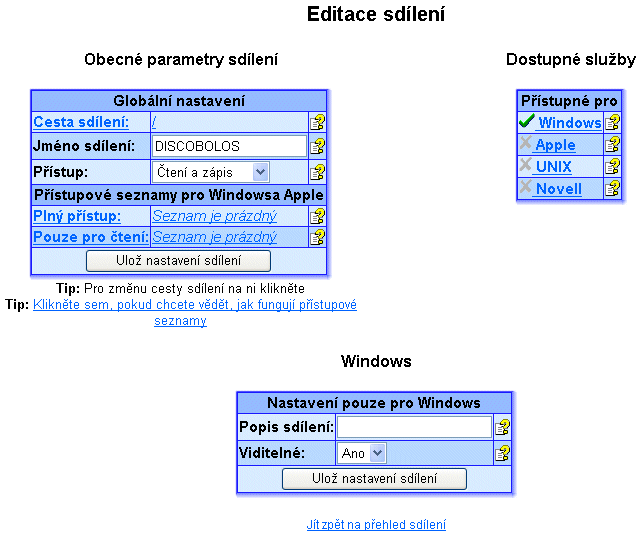 Editace sdílení
Obecné parametry sdílení
Globální nastavení
Cesta sdílení: /
Jméno sdílení: DISCOBOLOS
Přístup: Čtení a zápis
Přístupové seznamy pro Windowsa Apple
Plný přístup: Seznam je prázdný
Pouze pro čtení: Seznam je prázdný
Ulož nastavení sdílení
Tip: Pro změnu cesty sdílení na ni klikněte
Tip: Klikněte sem, pokud chcete vědět, jak fungují přístupové
seznamy
Dostupné služby
Přístupné pro
Windows
Apple
UNIX
Novell
Windows
Nastavení pouze pro Windows
Popis sdílení:
Viditelné: Ano
Ulož nastavení sdílení
Jít zpět na přehled sdílení